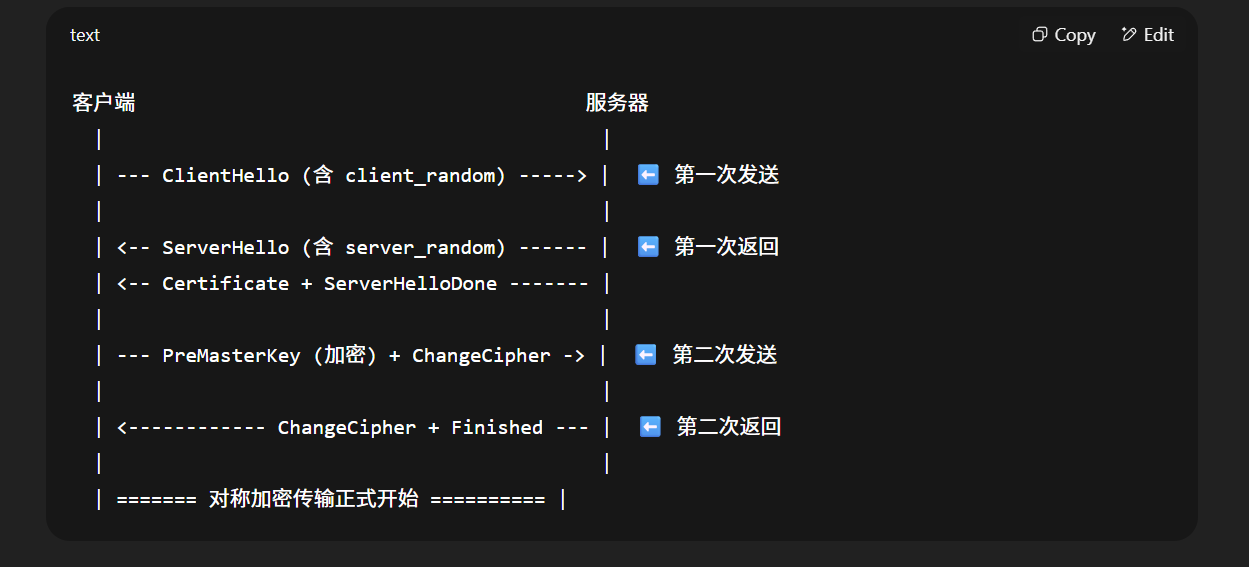 text Copy Edit
客户端 服务器
| |
| --- ClientHello (含 client_random) -----> | ⬅️ 第一次发送
| |
| <-- ServerHello (含 server_random) ------ | ⬅️ 第一次返回
| <-- Certificate + ServerHelloDone ------- |
| |
| --- PreMasterKey (加密) + ChangeCipher -> | ⬅️ 第二次发送
| |
| <------------ ChangeCipher + Finished --- | ⬅️ 第二次返回
| |
| ======= 对称加密传输正式开始 ========== |